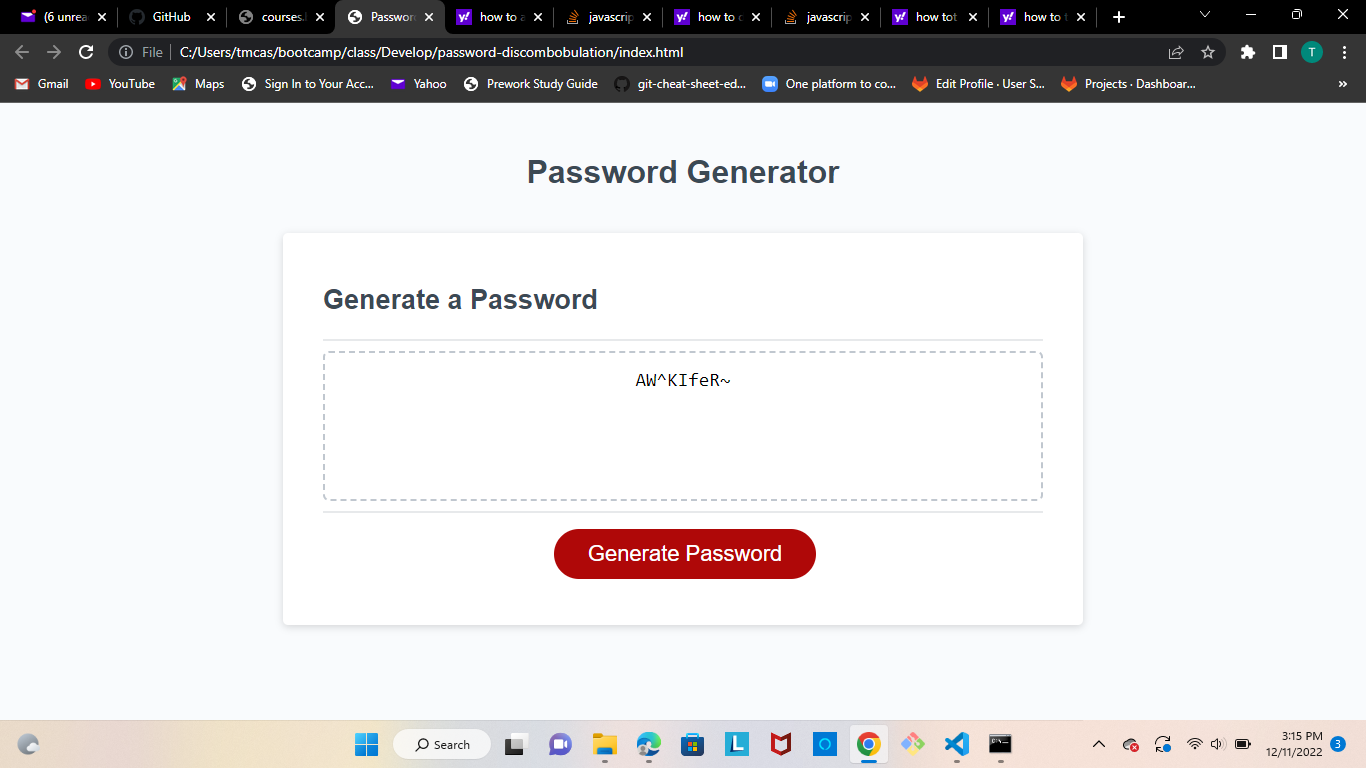 (6 unrea
GitHub
courses.
Passwor
how to a
javascrip
how to c
javascrip
how tot
how to t
File
C:/Users/tmcas/bootcamp/class/Develop/password-discombobulation/index.html
T
Gmail
YouTube
Maps
Sign In to Your Acc...
Yahoo
Prework Study Guide
git-cheat-sheet-ed...
One platform to co...
Edit Profile · User S...
Projects · Dashboar...
»
Password Generator
Generate a Password
AW^KIfeR~
Generate Password
Search
L
3:15 PM
12/11/2022
3